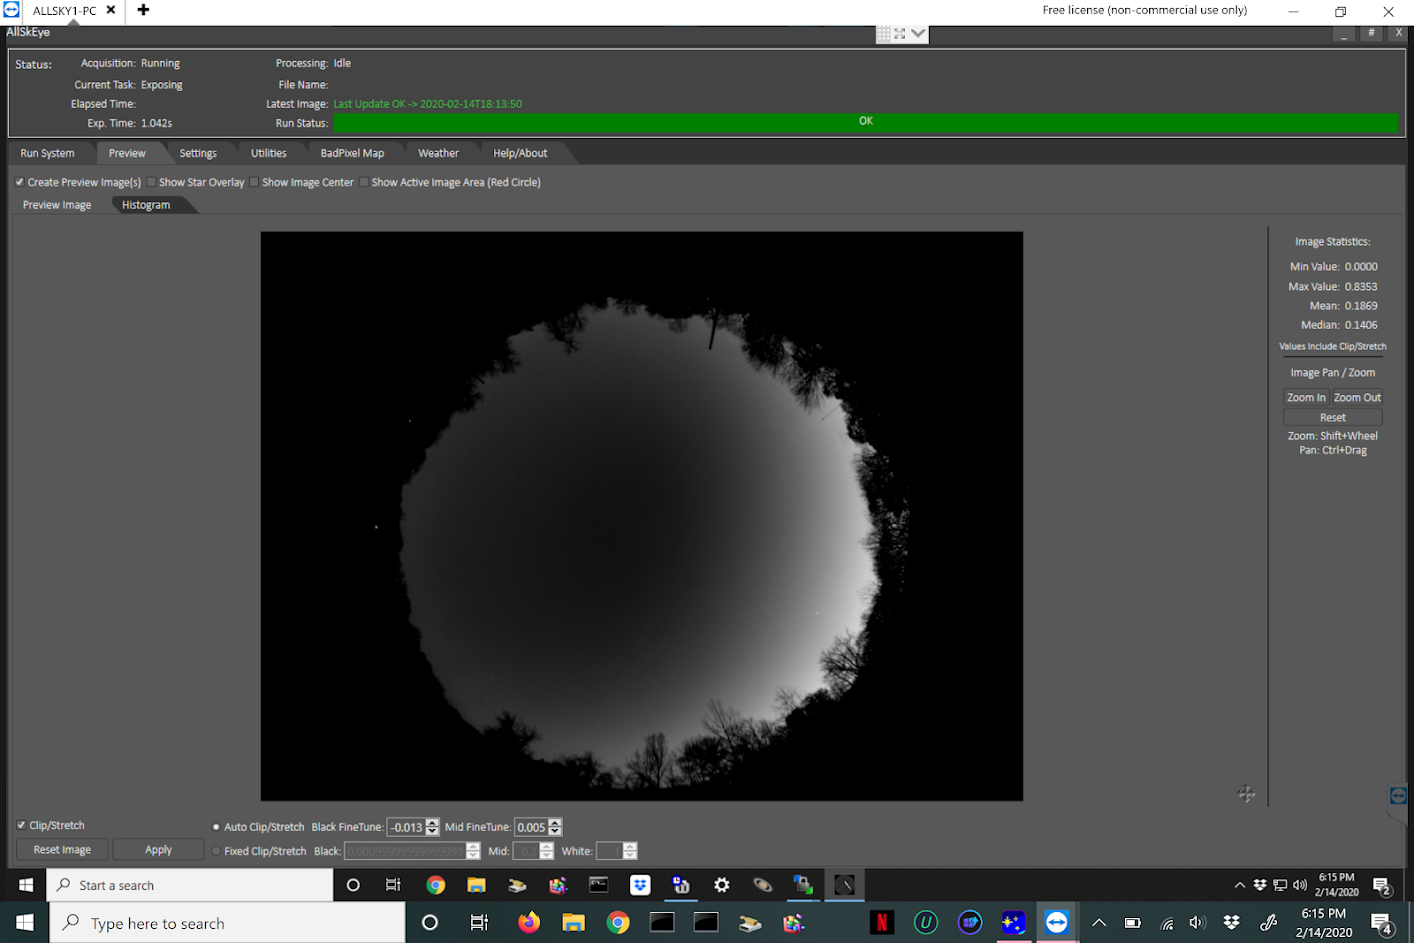 ALLSKY1-PC
Free license (non-commercial use only)
AllSkEye
Status: Acquisition: Running Processing: Idle
Current Task: Exposing File Name:
Elapsed Time: Latest Image: Last Update OK -> 2020-02-14T18:13:50
Exp. Time: 1.042s Run Status: OK
Run System Preview Settings Utilities BadPixel Map Weather Help/About
Create Preview Image(s) Show Star Overlay Show Image Center Show Active Image Area (Red Circle)
Preview Image Histogram
Image Statistics:
Min Value: 0.0000
Max Value: 0.8353
Mean: 0.1869
Median: 0.1406
Values Include Clip/Stretch
Image Pan / Zoom
Zoom In Zoom Out
Reset
Zoom: Shift+Wheel
Pan: Ctrl+Drag
Clip/Stretch Auto Clip/Stretch Black FineTune: -0.013 Mid FineTune: 0.005
Reset Image Apply Fixed Clip/Stretch Black: Mid: White:
Start a search
6:15 PM
2/14/2020
2
Type here to search
6:15 PM
2/14/2020
4